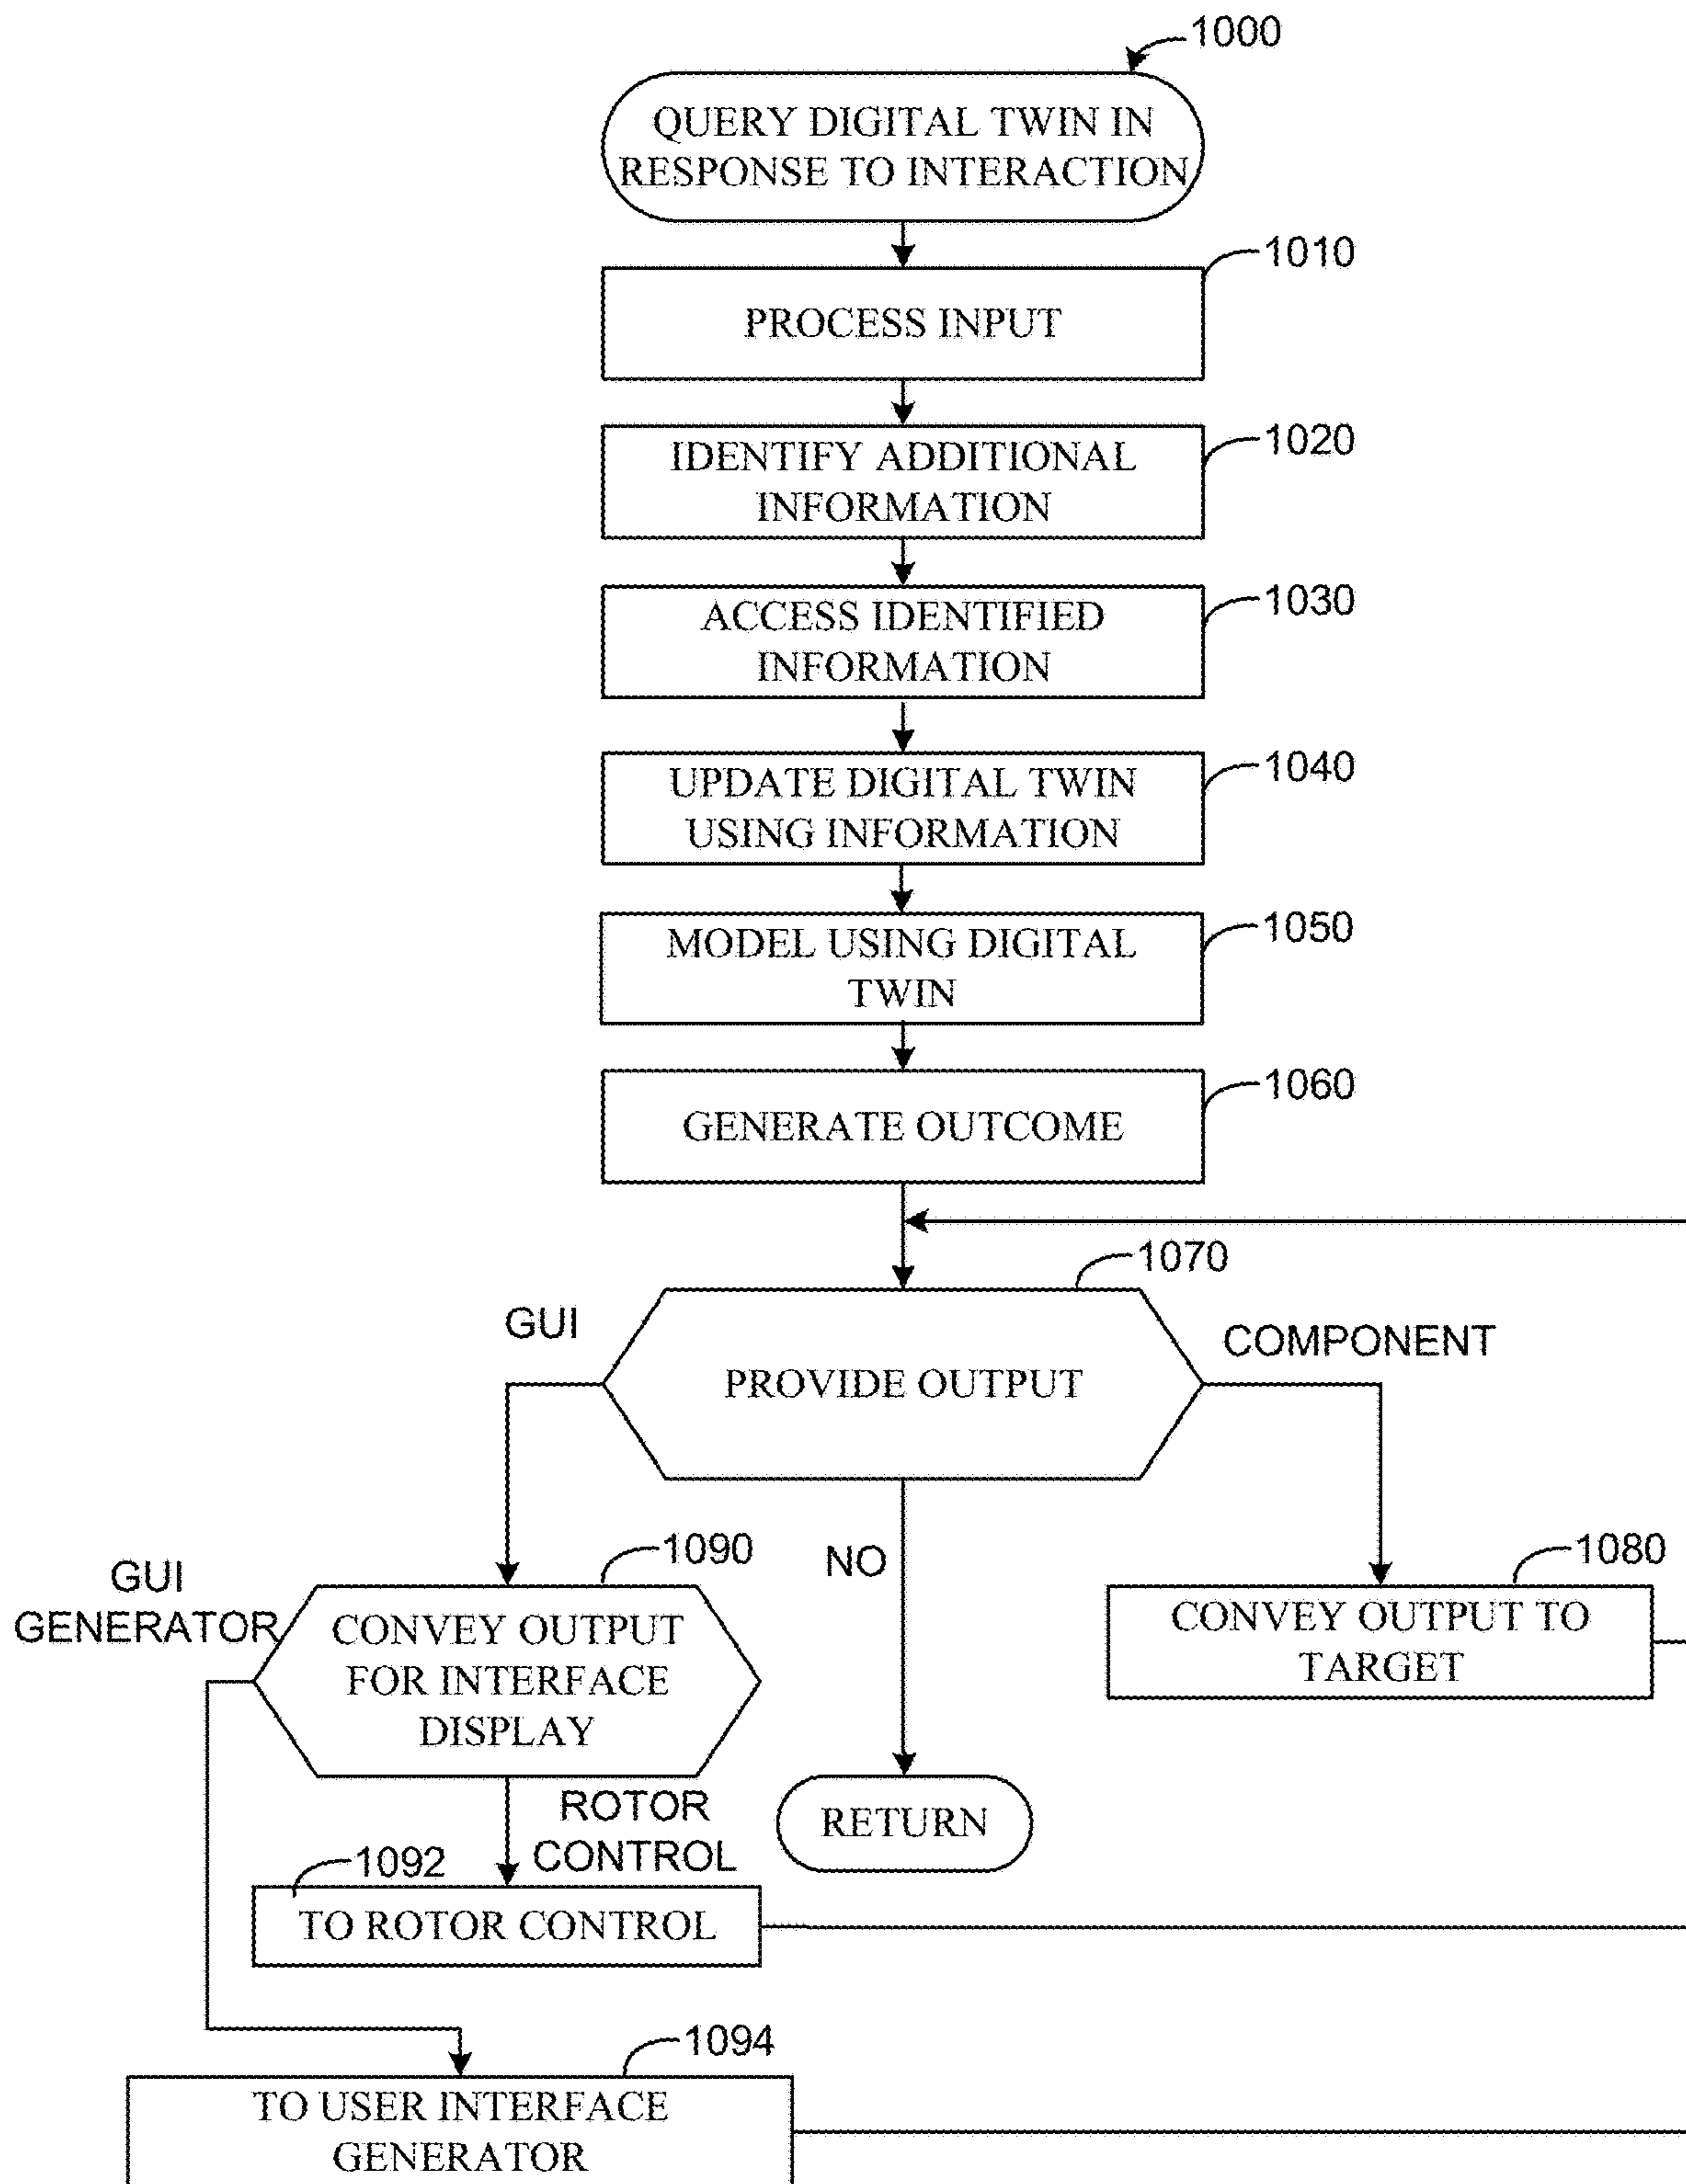 1000
QUERY DIGITAL TWIN IN
RESPONSE TO INTERACTION
1010
PROCESS INPUT
1020
IDENTIFY ADDITIONAL
INFORMATION
1030
ACCESS IDENTIFIED
INFORMATION
1040
UPDATE DIGITAL TWIN
USING INFORMATION
1050
MODEL USING DIGITAL
TWIN
1060
GENERATE OUTCOME
1070
GUI
COMPONENT
PROVIDE OUTPUT
1090
NO
1080
GUI
GENERATOR
CONVEY OUTPUT
FOR INTERFACE
DISPLAY
CONVEY OUTPUT TO
TARGET
ROTOR
CONTROL
RETURN
1092
TO ROTOR CONTROL
1094
TO USER INTERFACE
GENERATOR